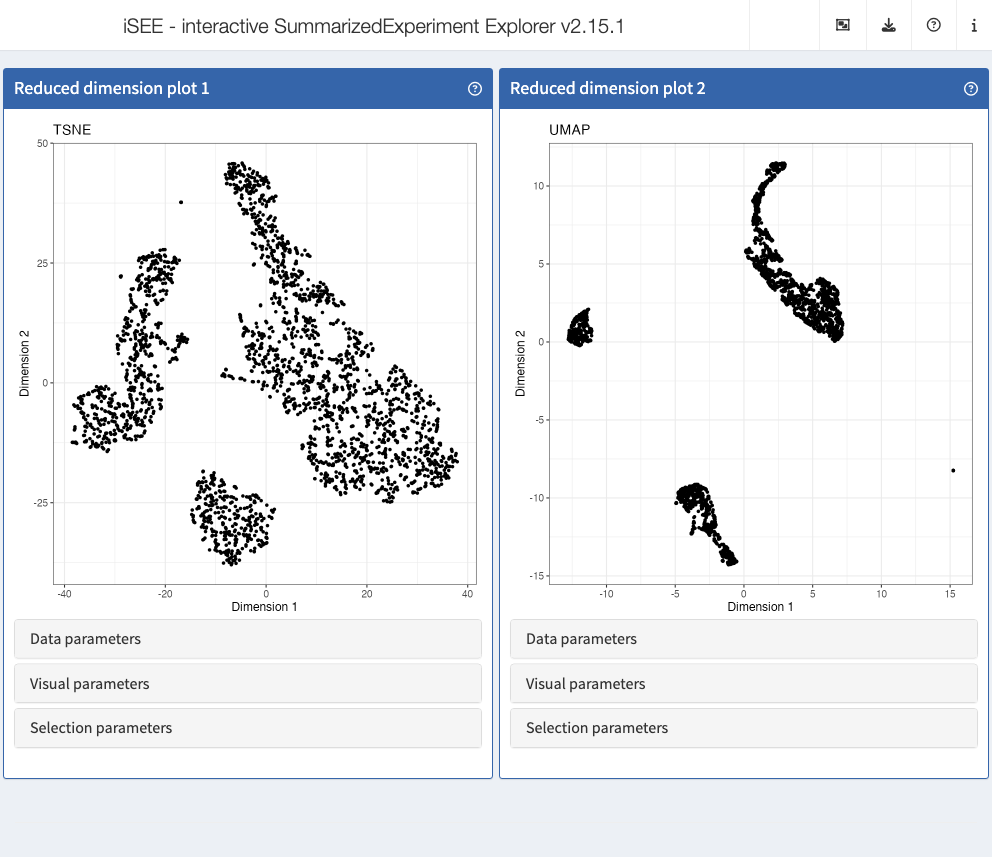 iSEE - interactive SummarizedExperiment Explorer v2.15.1
Reduced dimension plot 1
TSNE
50
25
0
-25
Dimension 2
-40 -20 0 20 40
Dimension 1
Data parameters
Visual parameters
Selection parameters
Reduced dimension plot 2
UMAP
10
5
0
-5
-10
-15
Dimension 2
-10 -5 0 5 10 15
Dimension 1
Data parameters
Visual parameters
Selection parameters